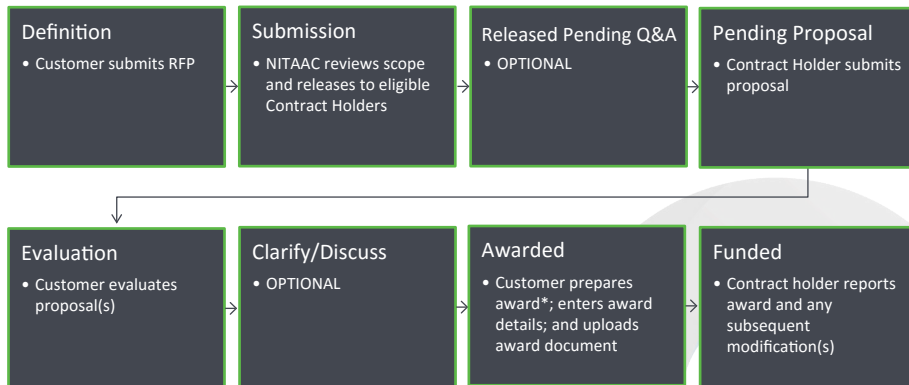 Definition
• Customer submits RFP
Submission
• NITAAC reviews scope
and releases to eligible
Contract Holders
Released Pending Q&A
• OPTIONAL
Pending Proposal
• Contract Holder submits
proposal
Evaluation
• Customer evaluates
proposal(s)
Clarify/Discuss
• OPTIONAL
Awarded
• Customer prepares
award*; enters award
details; and uploads
award document
Funded
• Contract holder reports
award and any
subsequent
modification(s)